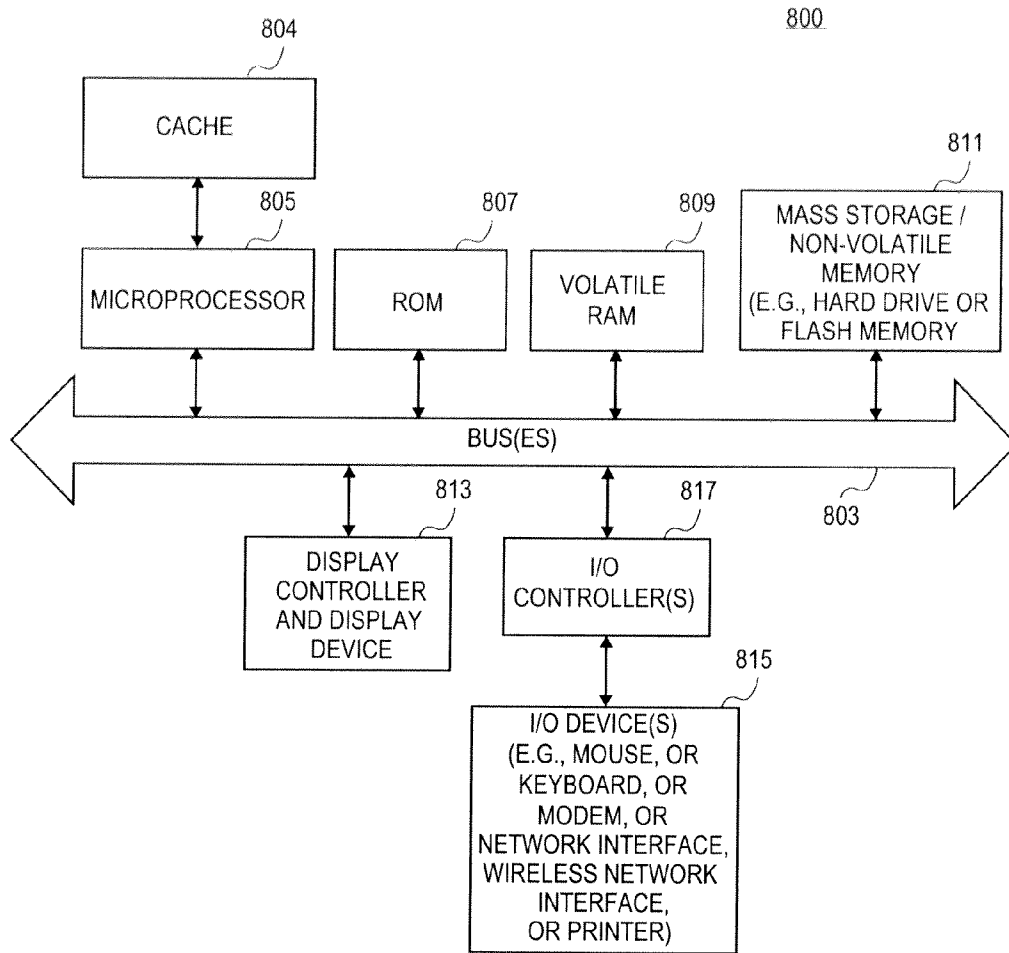 800
804
CACHE
811
805
807
809
MASS STORAGE /
NON-VOLATILE
MEMORY
(E.G., HARD DRIVE OR
FLASH MEMORY
MICROPROCESSOR
ROM
VOLATILE
RAM
BUS(ES)
803
813
817
DISPLAY
CONTROLLER
AND DISPLAY
DEVICE
I/O
CONTROLLER(S)
815
I/O DEVICE(S)
(E.G., MOUSE, OR
KEYBOARD, OR
MODEM, OR
NETWORK INTERFACE,
WIRELESS NETWORK
INTERFACE,
OR PRINTER)